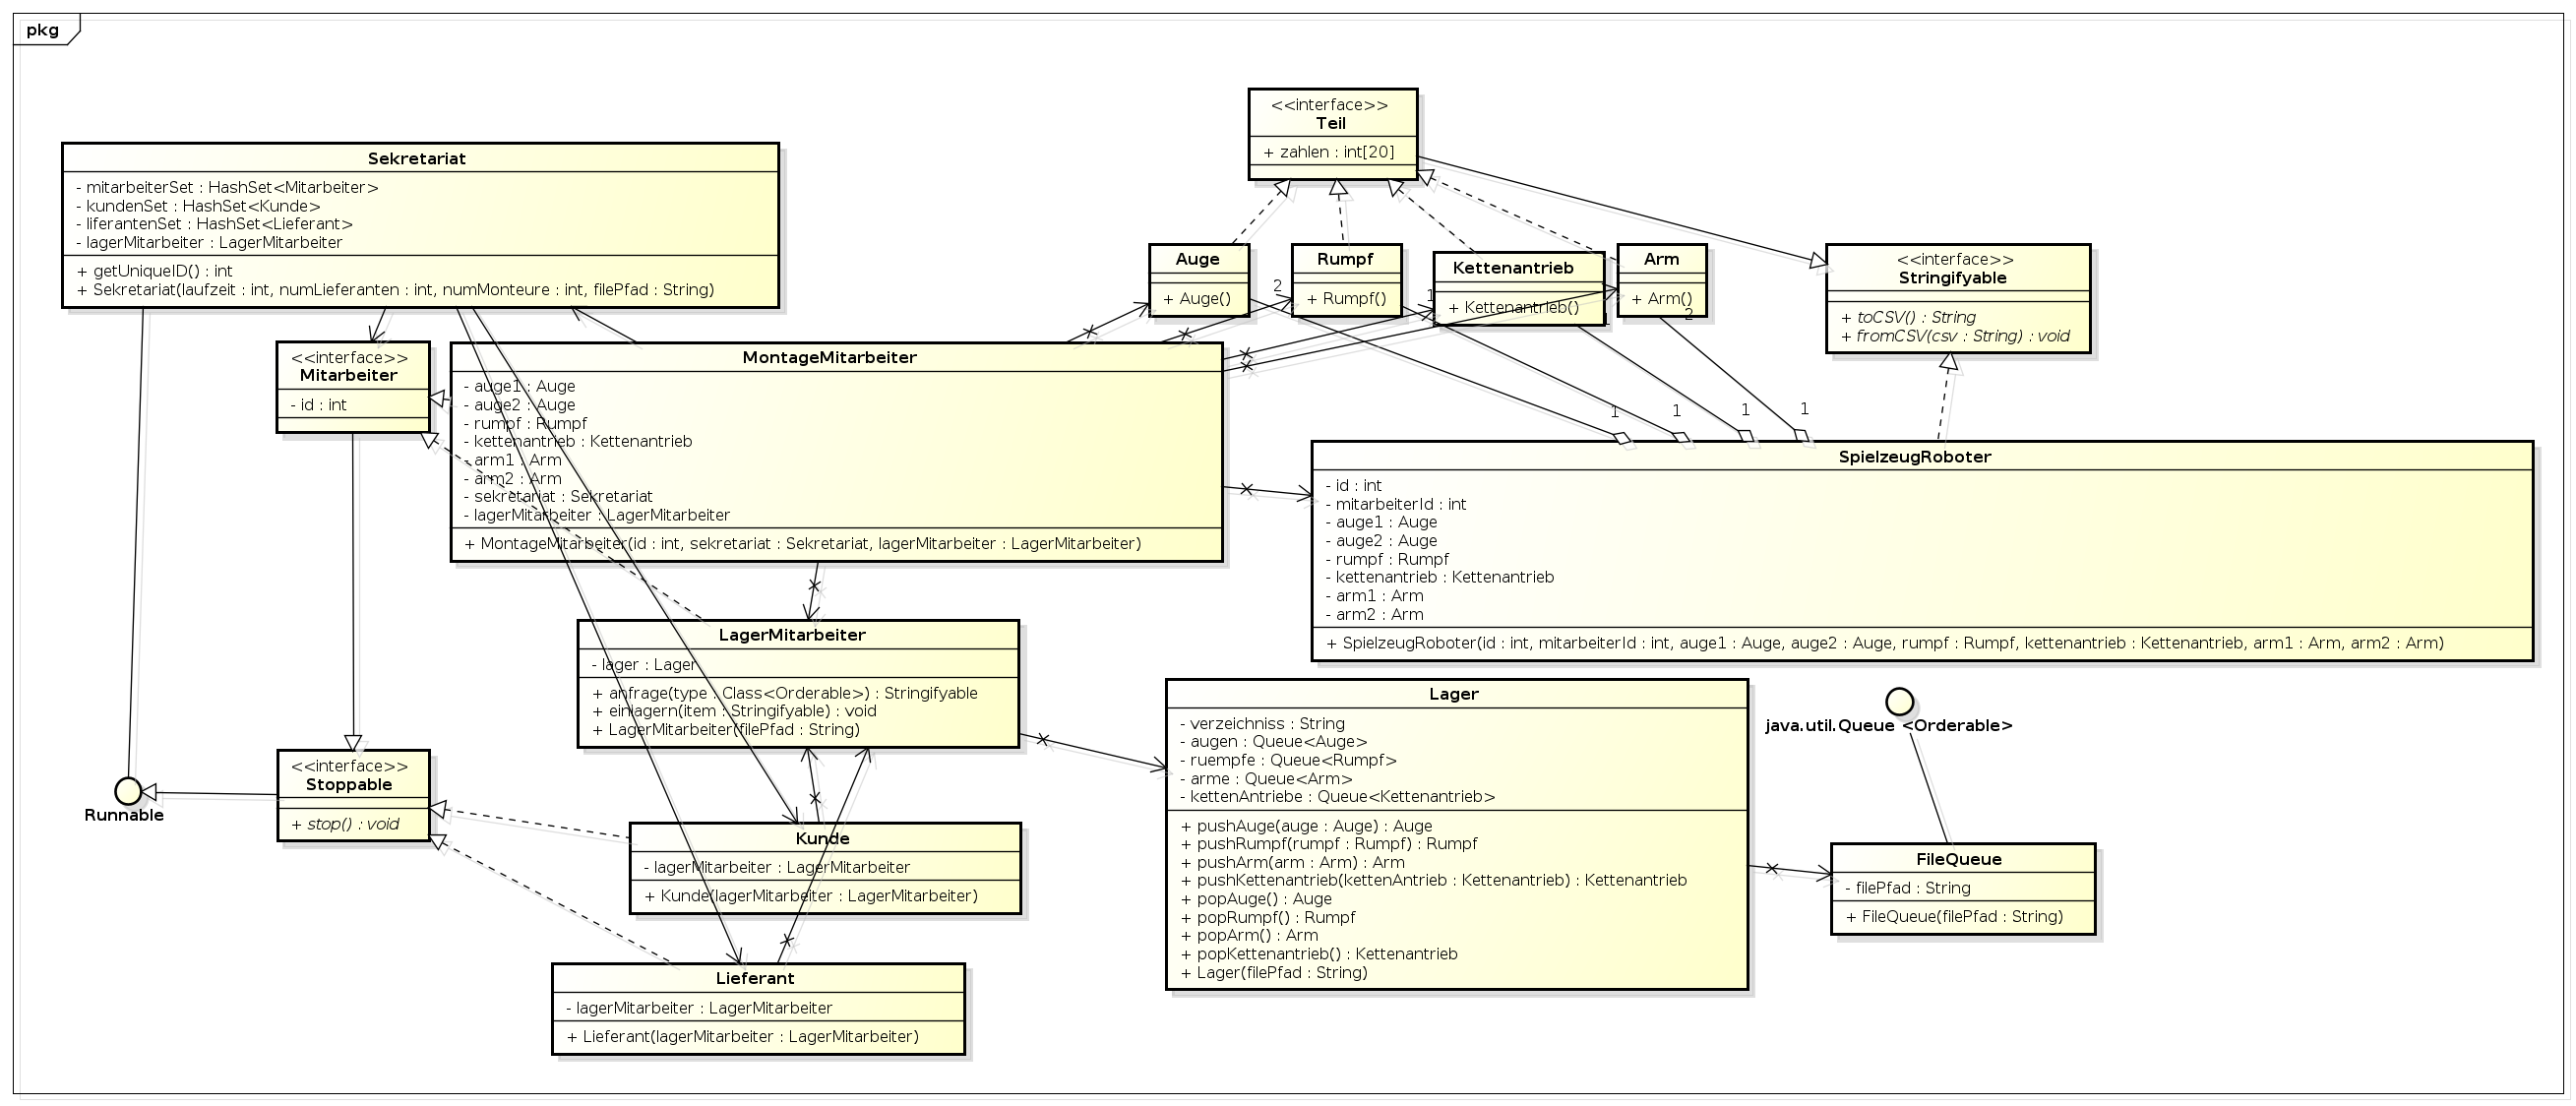 pkg
<<interface>>
Teil
+ zahlen : int[20]
Sekretariat
- mitarbeiterSet : HashSet<Mitarbeiter>
- kundenSet : HashSet<Kunde>
- liferantenSet : HashSet<Lieferant>
- lagerMitarbeiter : LagerMitarbeiter
+ getUniqueID() : int
+ Sekretariat(laufzeit : int, numLieferanten : int, numMonteure : int, filePfad : String)
Auge
+ Auge()
Rumpf
+ Rumpf()
Kettenantrieb
+ Kettenantrieb()
Arm
+ Arm()
<<interface>>
Stringifyable
+ toCSV() : String
+ fromCSV(csv : String) : void
2
1
1
2
1
1
1
1
<<interface>>
Mitarbeiter
- id : int
MontageMitarbeiter
- auge1 : Auge
- auge2 : Auge
- rumpf : Rumpf
- kettenantrieb : Kettenantrieb
- arm1 : Arm
- arm2 : Arm
- sekretariat : Sekretariat
- lagerMitarbeiter : LagerMitarbeiter
+ MontageMitarbeiter(id : int, sekretariat : Sekretariat, lagerMitarbeiter : LagerMitarbeiter)
SpielzeugRoboter
- id : int
- mitarbeiterId : int
- auge1 : Auge
- auge2 : Auge
- rumpf : Rumpf
- kettenantrieb : Kettenantrieb
- arm1 : Arm
- arm2 : Arm
+ SpielzeugRoboter(id : int, mitarbeiterId : int, auge1 : Auge, auge2 : Auge, rumpf : Rumpf, kettenantrieb : Kettenantrieb, arm1 : Arm, arm2 : Arm)
LagerMitarbeiter
- lager : Lager
+ anfrage(type : Class<Orderable>) : Stringifyable
+ einlagern(item : Stringifyable) : void
+ LagerMitarbeiter(filePfad : String)
Lager
- verzeichniss : String
- augen : Queue<Auge>
- ruempfe : Queue<Rumpf>
- arme : Queue<Arm>
- kettenAntriebe : Queue<Kettenantrieb>
+ pushAuge(auge : Auge) : Auge
+ pushRumpf(rumpf : Rumpf) : Rumpf
+ pushArm(arm : Arm) : Arm
+ pushKettenantrieb(kettenAntrieb : Kettenantrieb) : Kettenantrieb
+ popAuge() : Auge
+ popRumpf() : Rumpf
+ popArm() : Arm
+ popKettenantrieb() : Kettenantrieb
+ Lager(filePfad : String)
java.util.Queue <Orderable>
FileQueue
- filePfad : String
+ FileQueue(filePfad : String)
Runnable
<<interface>>
Stoppable
+ stop() : void
Kunde
- lagerMitarbeiter : LagerMitarbeiter
+ Kunde(lagerMitarbeiter : LagerMitarbeiter)
Lieferant
- lagerMitarbeiter : LagerMitarbeiter
+ Lieferant(lagerMitarbeiter : LagerMitarbeiter)